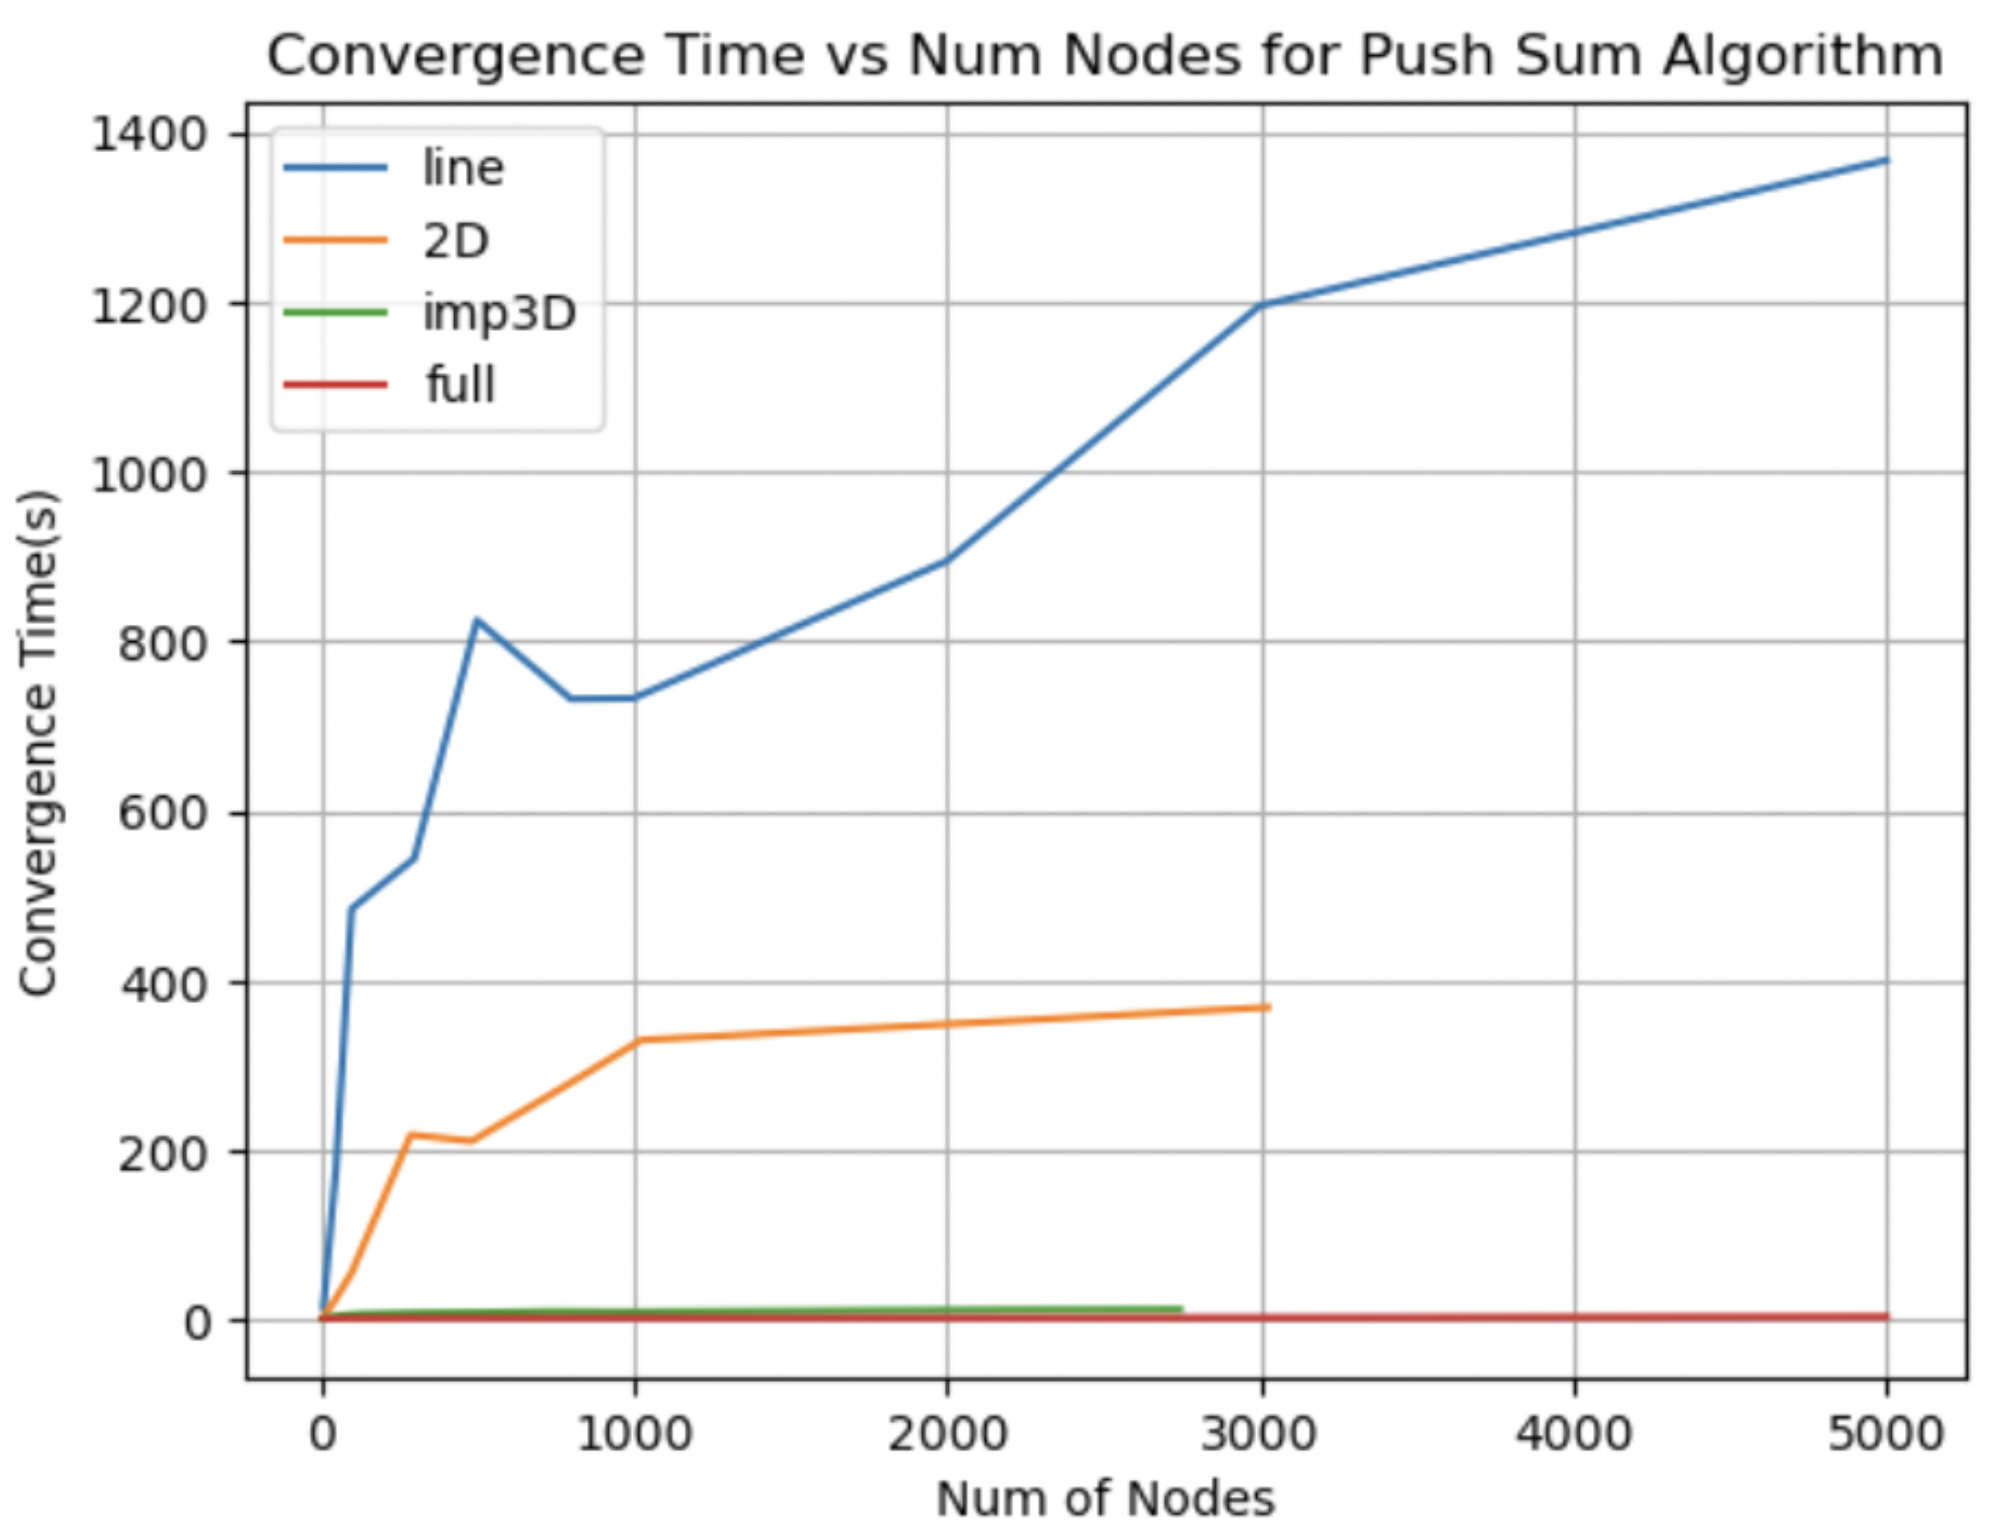 Convergence Time vs Num Nodes for Push Sum Algorithm
line
2D
imp3D
full
Convergence Time(s)
1400
1200
1000
800
600
400
200
0
0 1000 2000 3000 4000 5000
Num of Nodes